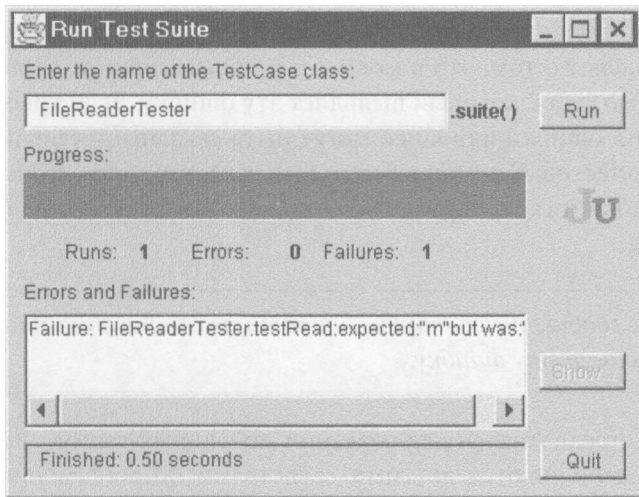 Run Test Suite
Enter the name of the TestCase class:
FileReaderTester .suite() Run
Progress:
JU
Runs: 1 Errors: 0 Failures: 1
Errors and Failures:
Failure: FileReaderTester.testRead:expected:"m"but was:"
Show...
Finished: 0.50 seconds Quit